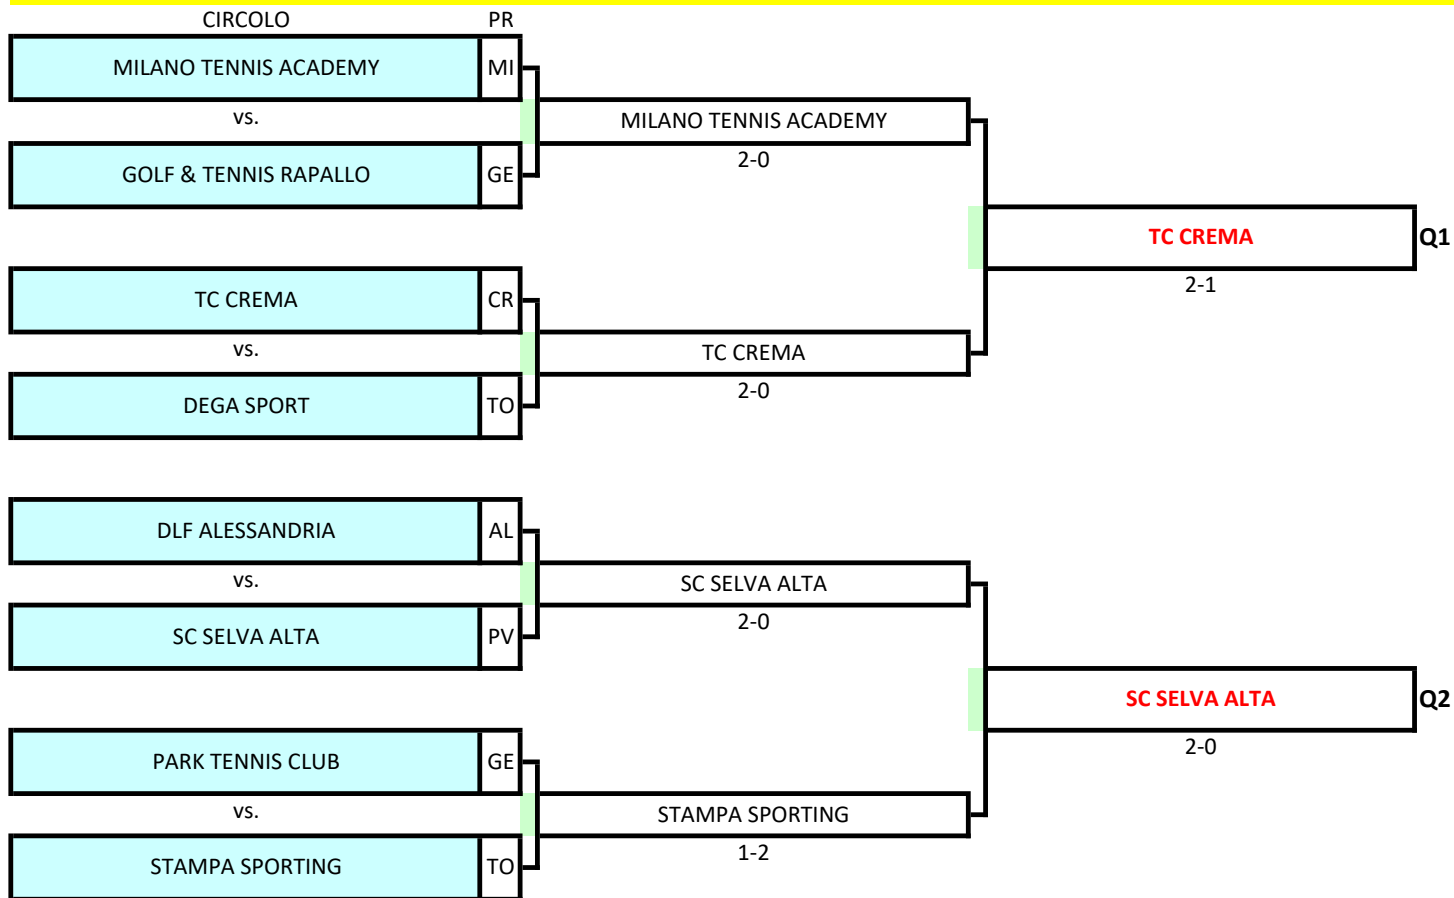 CIRCOLO PR
MILANO TENNIS ACADEMY MI
vs.
MILANO TENNIS ACADEMY
2-0
GOLF & TENNIS RAPALLO GE
TC CREMA Q1
2-1
TC CREMA CR
vs.
TC CREMA
2-0
DEGA SPORT TO
DLF ALESSANDRIA AL
vs.
SC SELVA ALTA
2-0
SC SELVA ALTA PV
SC SELVA ALTA Q2
2-0
PARK TENNIS CLUB GE
vs.
STAMPA SPORTING
1-2
STAMPA SPORTING TO